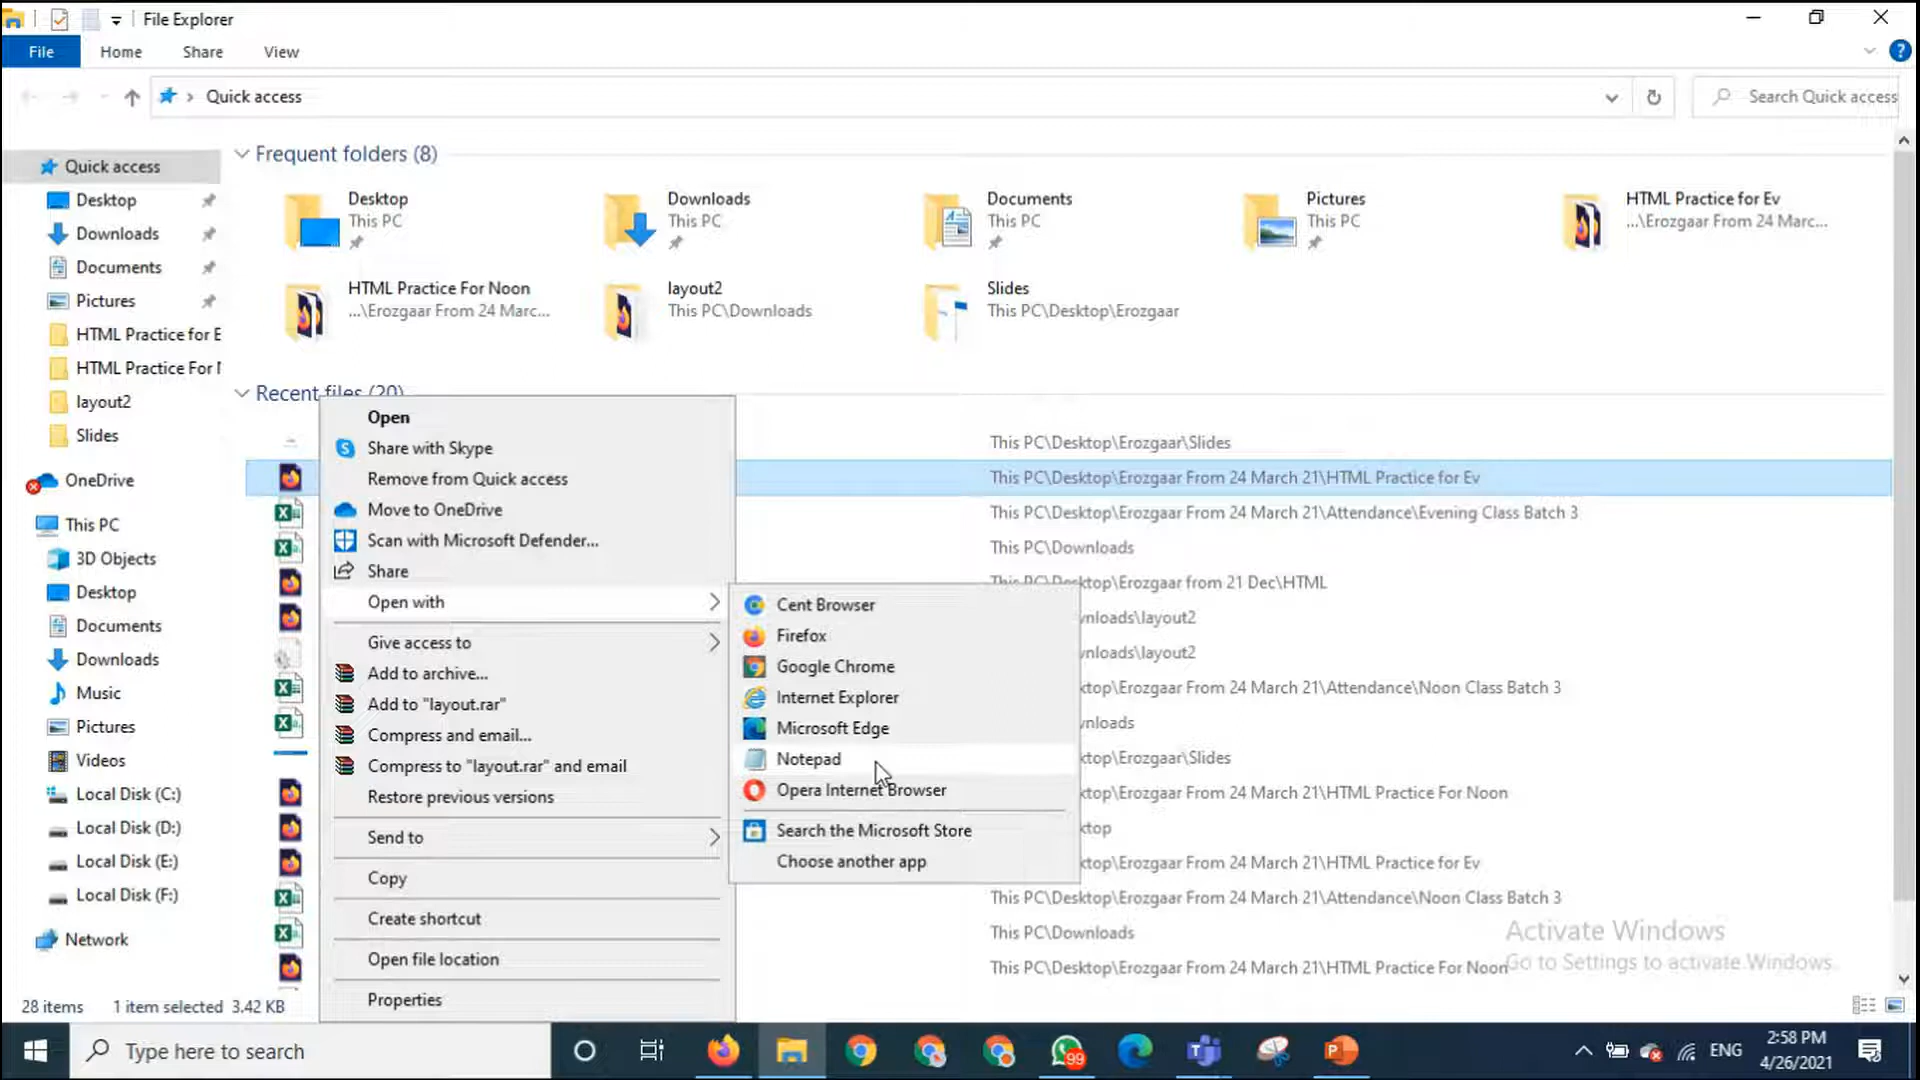 File Explorer
File Home Share View
Quick access
Search Quick access
Quick access
Desktop
Downloads
Documents
Pictures
HTML Practice for E
HTML Practice For N
layout2
Slides
OneDrive
This PC
3D Objects
Desktop
Documents
Downloads
Music
Pictures
Videos
Local Disk (C:)
Local Disk (D:)
Local Disk (E:)
Local Disk (F:)
Network
Frequent folders (8)
Desktop
This PC
Downloads
This PC
Documents
This PC
Pictures
This PC
HTML Practice for Ev
...\Erozgaar From 24 Marc...
HTML Practice For Noon
...\Erozgaar From 24 Marc...
layout2
This PC\Downloads
Slides
This PC\Desktop\Erozgaar
Recent files (20)
Open
Share with Skype
Remove from Quick access
Move to OneDrive
Scan with Microsoft Defender...
Share
Open with
Give access to
Add to archive...
Add to "layout.rar"
Compress and email...
Compress to "layout.rar" and email
Restore previous versions
Send to
Copy
Create shortcut
Open file location
Properties
Cent Browser
Firefox
Google Chrome
Internet Explorer
Microsoft Edge
Notepad
Opera Internet Browser
Search the Microsoft Store
Choose another app
This PC\Desktop\Erozgaar\Slides
This PC\Desktop\Erozgaar From 24 March 21\HTML Practice for Ev
This PC\Desktop\Erozgaar From 24 March 21\Attendance\Evening Class Batch 3
This PC\Downloads
This PC\Desktop\Erozgaar from 21 Dec\HTML
wnloads\layout2
wnloads\layout2
ktop\Erozgaar From 24 March 21\Attendance\Noon Class Batch 3
wnloads
ktop\Erozgaar\Slides
ktop\Erozgaar From 24 March 21\HTML Practice For Noon
ktop
ktop\Erozgaar From 24 March 21\HTML Practice for Ev
This PC\Desktop\Erozgaar From 24 March 21\Attendance\Noon Class Batch 3
This PC\Downloads
This PC\Desktop\Erozgaar From 24 March 21\HTML Practice For Noon
Activate Windows
Go to Settings to activate Windows.
28 items 1 item selected 3.42 KB
Type here to search
99
ENG
2:58 PM
4/26/2021